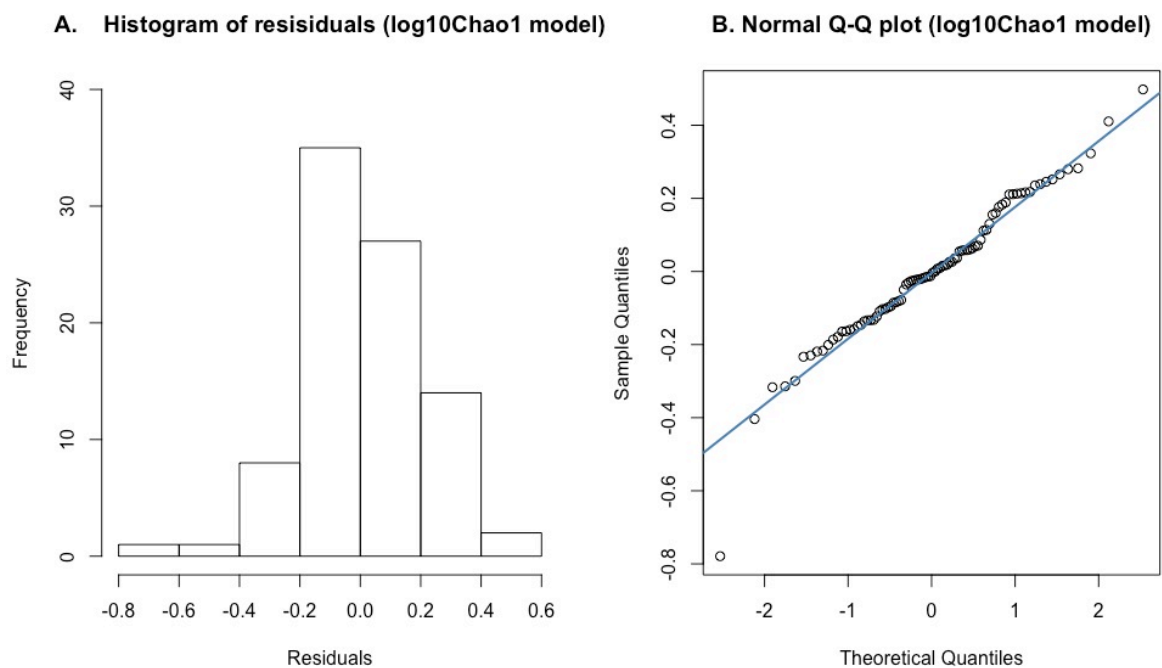 A. Histogram of resisiduals (log10Chao1 model)
40
30
20
10
0
Frequency
-0.8 -0.6 -0.4 -0.2 0.0 0.2 0.4 0.6
Residuals
B. Normal Q-Q plot (log10Chao1 model)
0.4
0.2
0.0
-0.2
-0.4
-0.6
-0.8
Sample Quantiles
-2 -1 0 1 2
Theoretical Quantiles